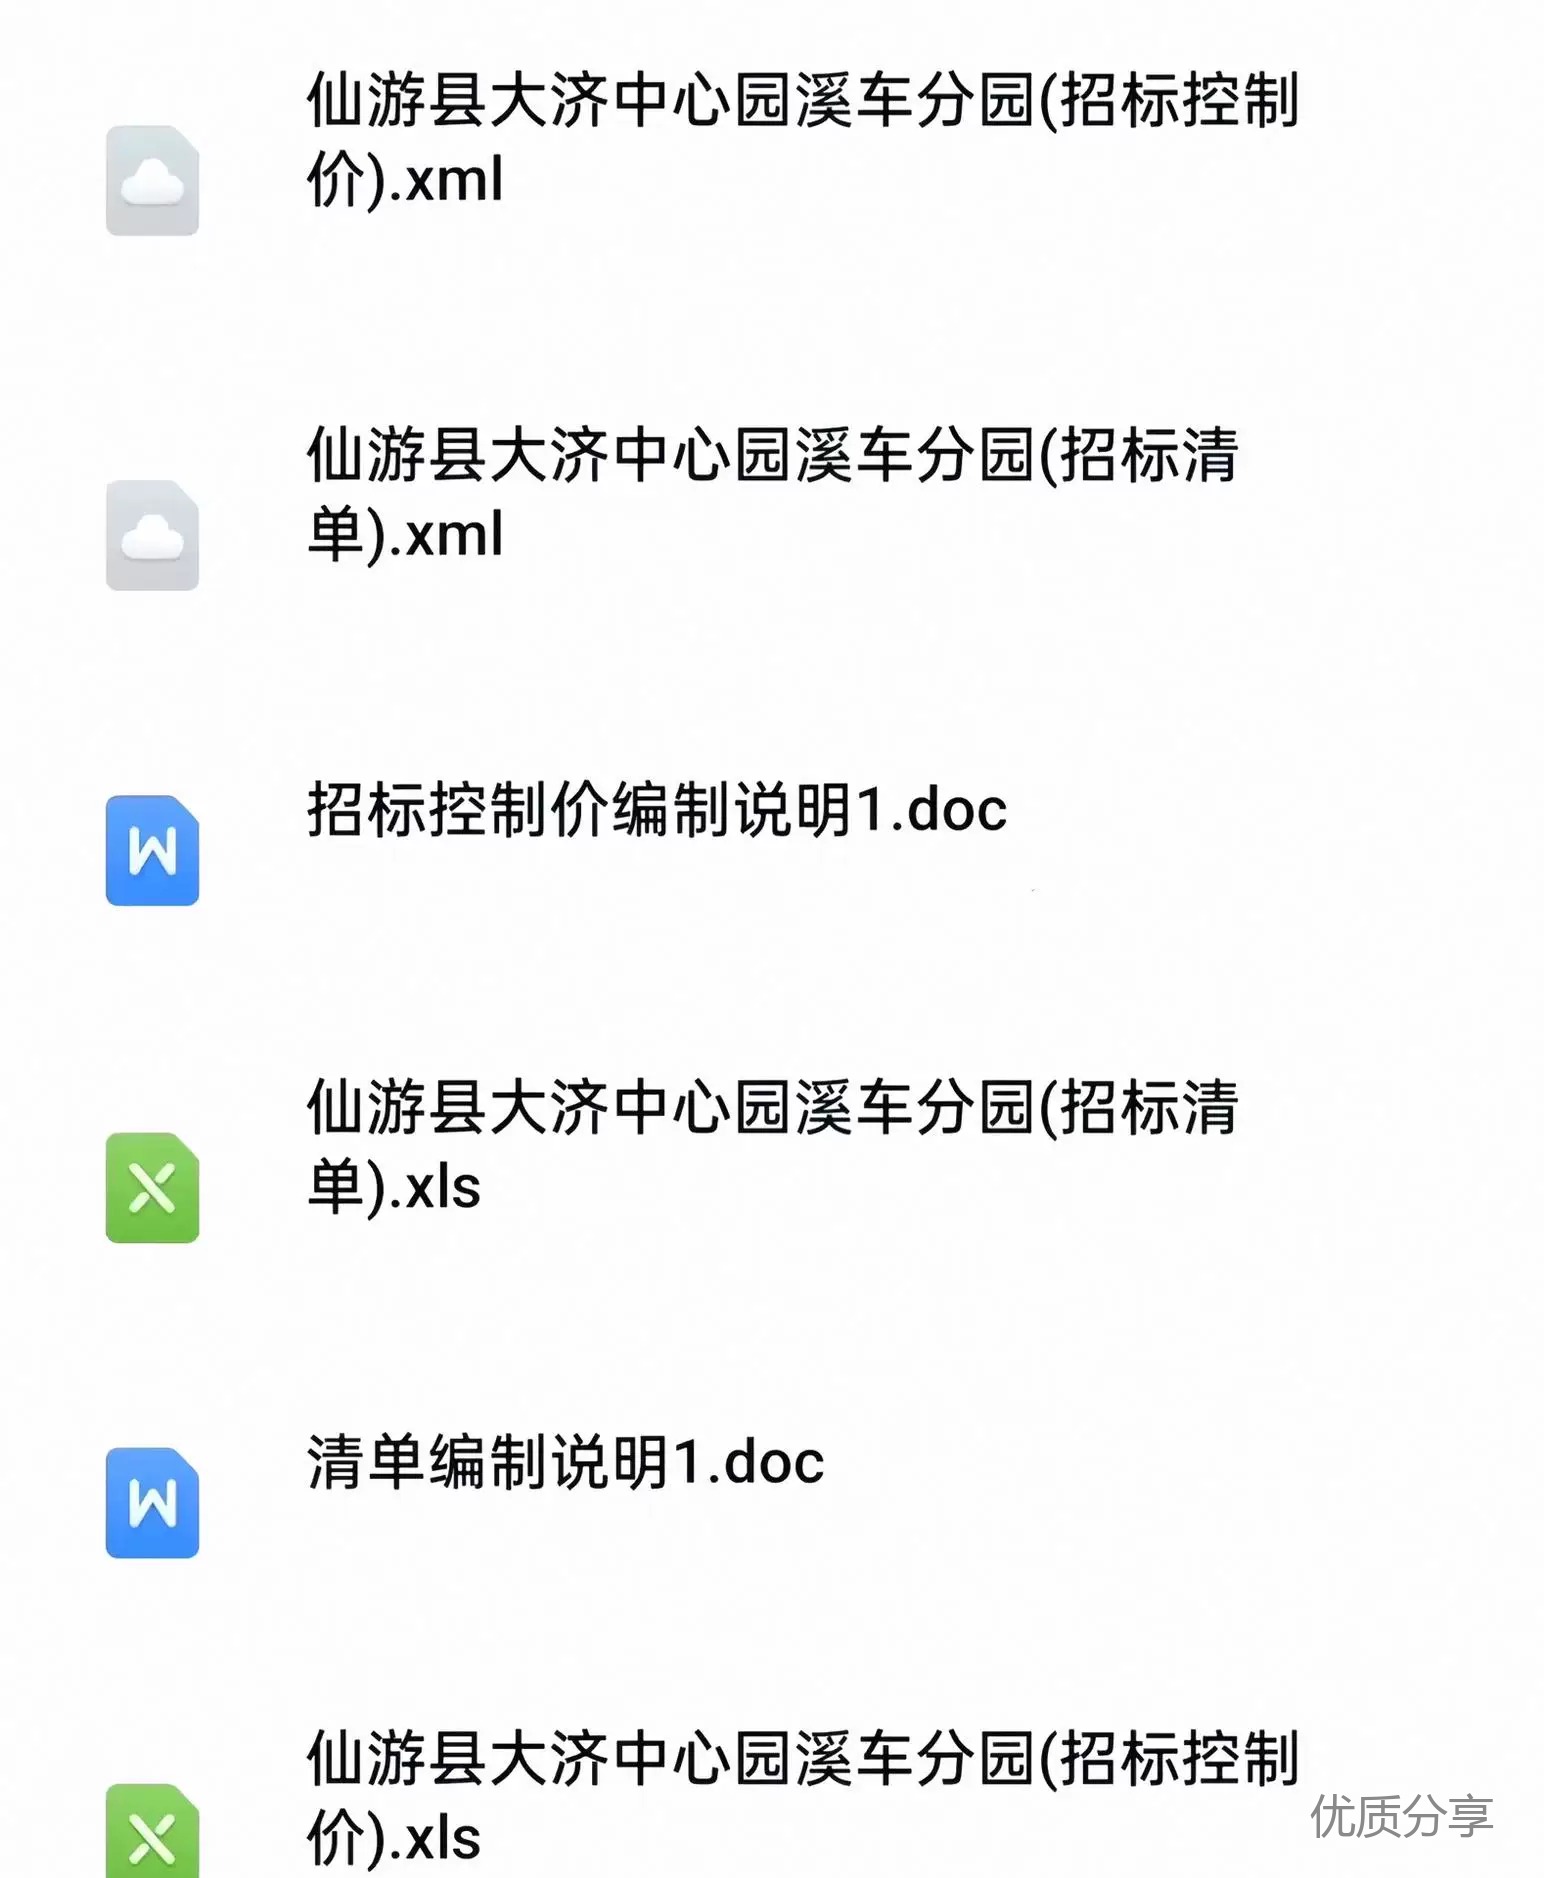 仙游县大济中心园溪车分园(招标控制
价).xml
仙游县大济中心园溪车分园(招标清
单).xml
招标控制价编制说明1.doc
仙游县大济中心园溪车分园(招标清
单).xls
清单编制说明1.doc
仙游县大济中心园溪车分园(招标控制
价).xls
优质分享